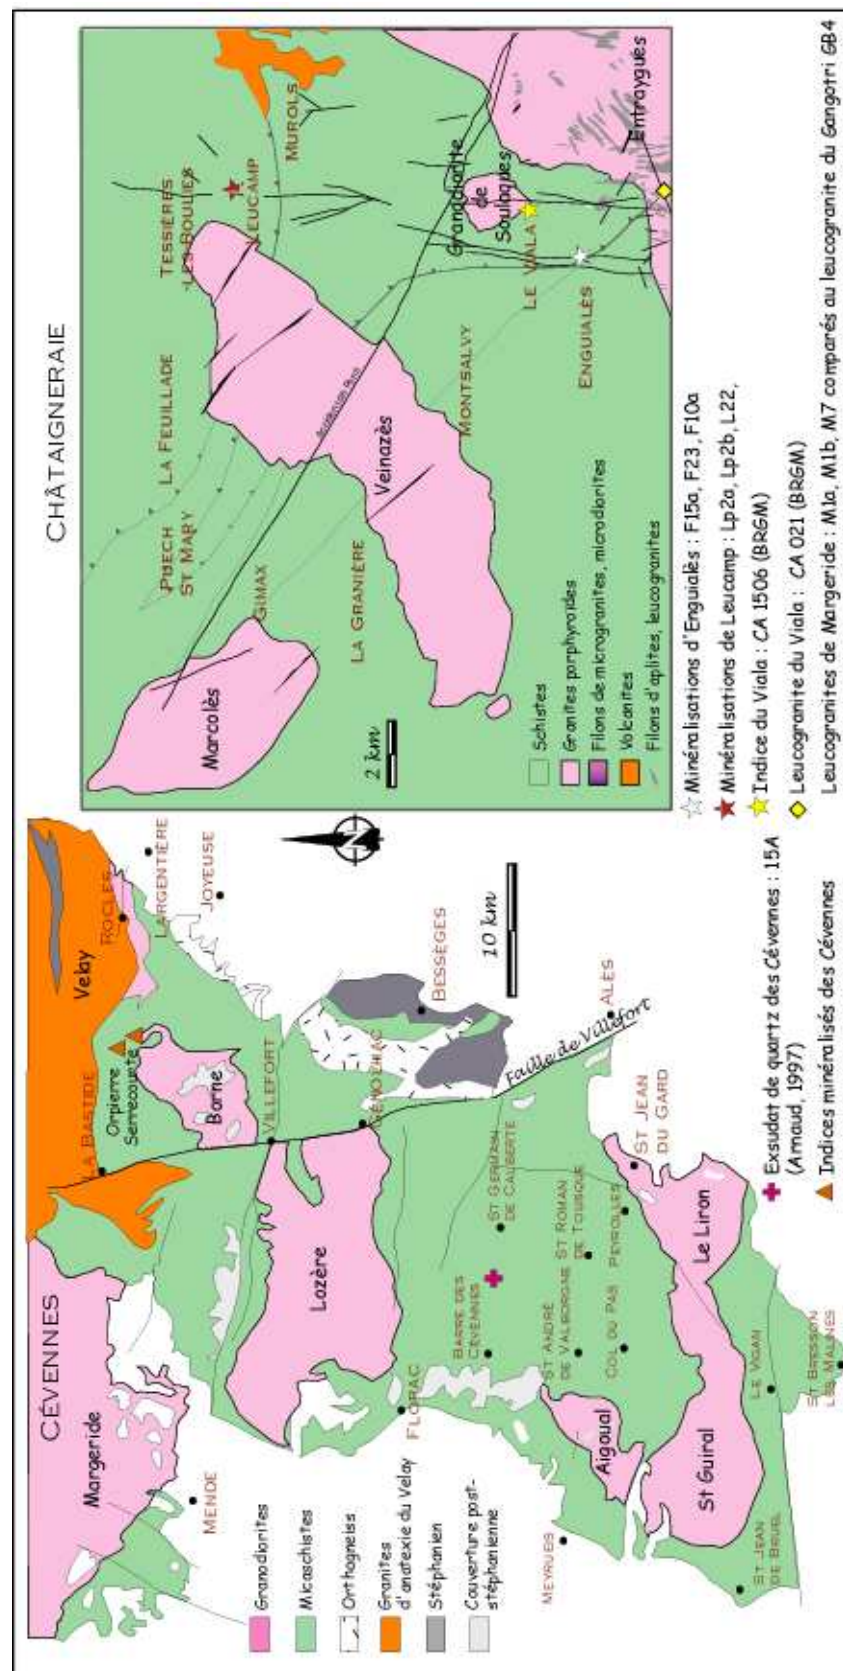 CÉVENNES
Margeride
MENDE
LA BASTIDE
Velay
ROCLES
LARGENTIÈRE
JOYEUSE
Orpierre
Serrecourte
Borne
VILLEFORT
Lozère
GÉNOLHAC
BESSÈGES
10 km
Faille de Villefort
ALÈS
FLORAC
BARRE DES
CÉVENNES
ST GERMAIN
DE CALBERTE
ST ANDRÉ
DE VALBORGNE
ST ROMAN
DE TOUSQUE
COL DU PAS
PEYROLLES
ST JEAN
DU GARD
MEYRUEIS
Aigoual
St Guiral
Le Liron
ST JEAN
DE BRUEL
LE VIGAN
ST BRESSON
LES MALINES
Granodiorites
Micaschistes
Orthogneiss
Granites
d'anatexie du Velay
Stéphanien
Couverture post-
stéphanienne
Exsudat de quartz des Cévennes : 15A
(Arnaud, 1997)
Indices minéralisés des Cévennes
CHÂTAIGNERAIE
Marcolès
PUECH
ST MARY
LA FEUILLADE
TESSIÈRES
-LES BOULIES
LEUCAMP
MUROLS
GIMAX
LA GRANIÈRE
Veinazès
MONTSALVY
Granodiorite
de
Soulaques
LE VIALA
ENGUIALÈS
Entraygues
2 km
Schistes
Granites porphyroïdes
Filons de microgranites, microdiorites
Volcanites
Filons d'aplites, leucogranites
Minéralisations d'Enguialès : F15a, F23, F10a
Minéralisations de Leucamp : Lp2a, Lp2b, L22,
Indice du Viala : CA 1506 (BRGM)
Leucogranite du Viala : CA 021 (BRGM)
Leucogranites de Margeride : M1a, M1b, M7 comparés au leucogranite du Gangotri GB4